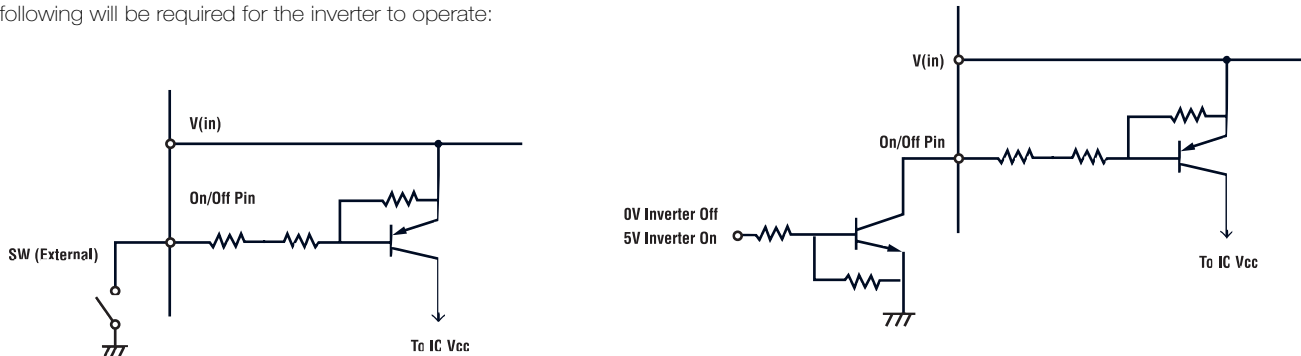 following will be required for the inverter to operate:
V(in)
On/Off Pin
SW (External)
To IC Vcc
V(in)
On/Off Pin
0V Inverter Off
5V Inverter On
To IC Vcc